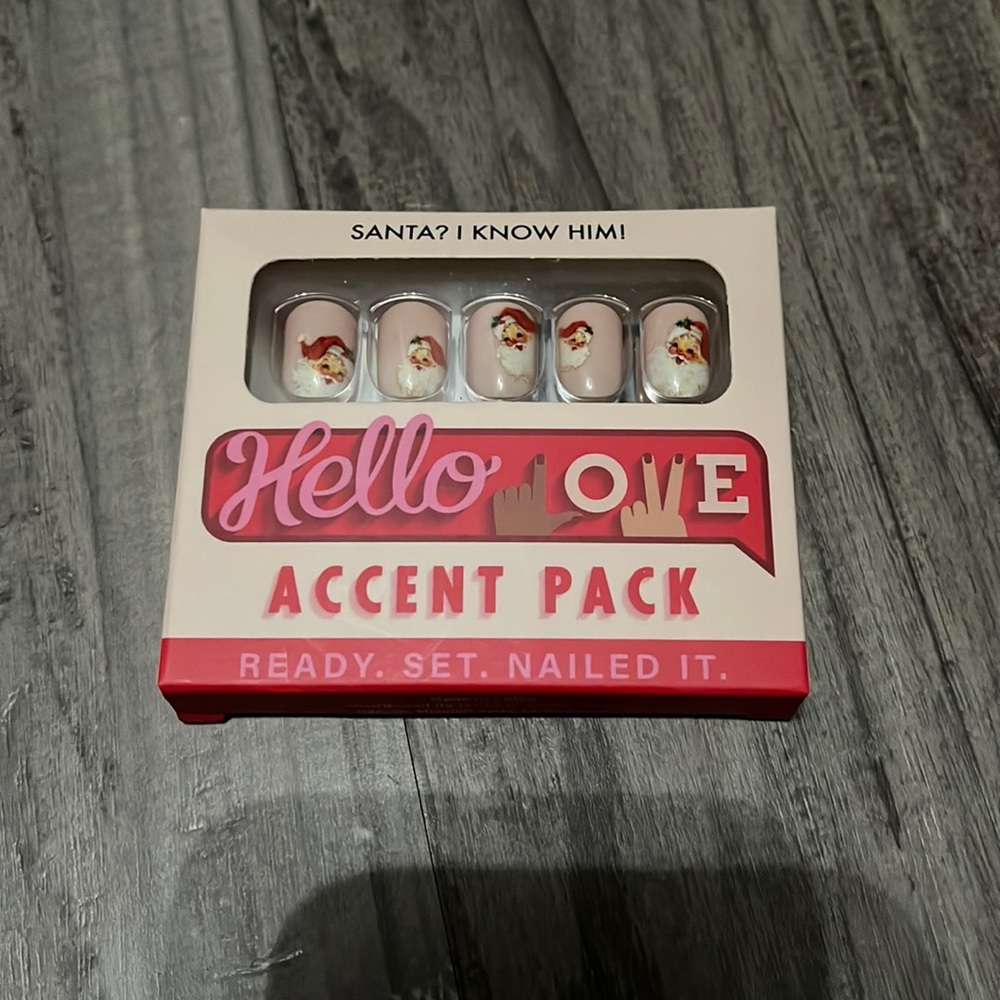 SANTA? I KNOW HIM!
Hello LOVE
ACCENT PACK
READY. SET. NAILED IT.